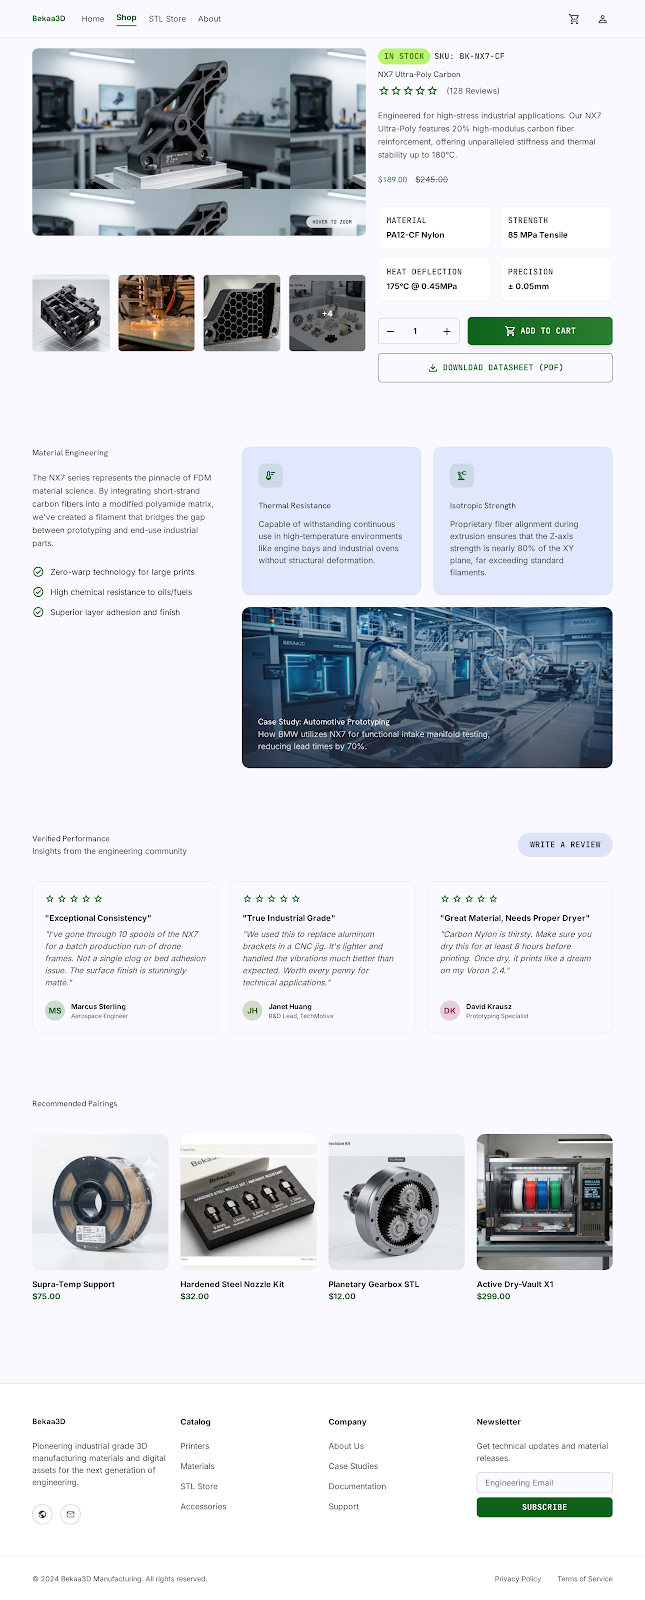 Bekaa3D Home Shop STL Store About
IN STOCK SKU: BK-NX7-CF
NX7 Ultra-Poly Carbon
(128 Reviews)
Engineered for high-stress industrial applications. Our NX7
Ultra-Poly features 20% high-modulus carbon fiber
reinforcement, offering unparalleled stiffness and thermal
stability up to 180°C.
$189.00 $245.00
HOVER TO ZOOM
MATERIAL
PA12-CF Nylon
STRENGTH
85 MPa Tensile
HEAT DEFLECTION
175°C @ 0.45MPa
PRECISION
± 0.05mm
+4
1
ADD TO CART
DOWNLOAD DATASHEET (PDF)
Material Engineering
The NX7 series represents the pinnacle of FDM
material science. By integrating short-strand
carbon fibers into a modified polyamide matrix,
we've created a filament that bridges the gap
between prototyping and end-use industrial
parts.
Zero-warp technology for large prints
High chemical resistance to oils/fuels
Superior layer adhesion and finish
Thermal Resistance
Capable of withstanding continuous
use in high-temperature environments
like engine bays and industrial ovens
without structural deformation.
Isotropic Strength
Proprietary fiber alignment during
extrusion ensures that the Z-axis
strength is nearly 80% of the XY
plane, far exceeding standard
filaments.
BEKAA3D
Case Study: Automotive Prototyping
How BMW utilizes NX7 for functional intake manifold testing,
reducing lead times by 70%.
Verified Performance
Insights from the engineering community
WRITE A REVIEW
"Exceptional Consistency"
"I've gone through 10 spools of the NX7
for a batch production run of drone
frames. Not a single clog or bed adhesion
issue. The surface finish is stunningly
matte."
MS
Marcus Sterling
Aerospace Engineer
"True Industrial Grade"
"We used this to replace aluminum
brackets in a CNC jig. It's lighter and
handled the vibrations much better than
expected. Worth every penny for
technical applications."
JH
Janet Huang
R&D Lead, TechMotive
"Great Material, Needs Proper Dryer"
"Carbon Nylon is thirsty. Make sure you
dry this for at least 8 hours before
printing. Once dry, it prints like a dream
on my Voron 2.4."
DK
David Krausz
Prototyping Specialist
Recommended Pairings
Bekaa3D
HARDENED STEEL NOZZLE SET
Supra-Temp Support
$75.00
Hardened Steel Nozzle Kit
$32.00
Planetary Gearbox STL
$12.00
Active Dry-Vault X1
$299.00
Bekaa3D
Pioneering industrial grade 3D
manufacturing materials and digital
assets for the next generation of
engineering.
Catalog
Printers
Materials
STL Store
Accessories
Company
About Us
Case Studies
Documentation
Support
Newsletter
Get technical updates and material
releases.
Engineering Email
SUBSCRIBE
© 2024 Bekaa3D Manufacturing. All rights reserved.
Privacy Policy Terms of Service